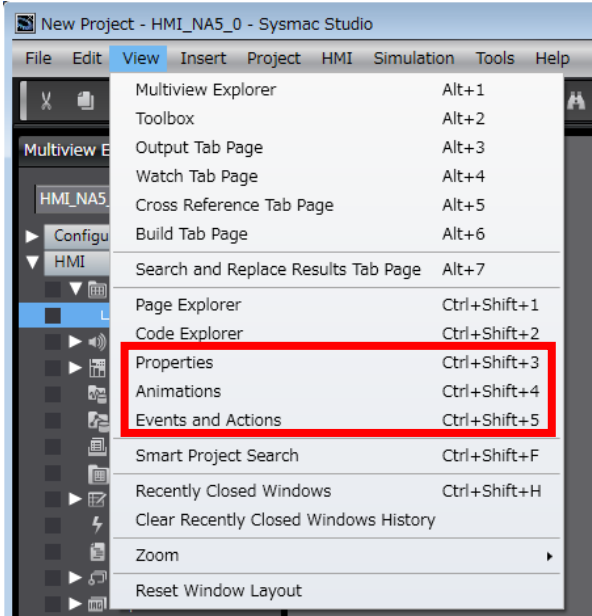 New Project - HMI_NA5_0 - Sysmac Studio
File Edit View Insert Project HMI Simulation Tools Help
Multiview Explorer Alt+1
Toolbox Alt+2
Output Tab Page Alt+3
Multiview E
Watch Tab Page Alt+4
HMI_NA5_
Cross Reference Tab Page Alt+5
Configu
Build Tab Page Alt+6
HMI
Search and Replace Results Tab Page Alt+7
Page Explorer Ctrl+Shift+1
Code Explorer Ctrl+Shift+2
Properties Ctrl+Shift+3
Animations Ctrl+Shift+4
Events and Actions Ctrl+Shift+5
Smart Project Search Ctrl+Shift+F
Recently Closed Windows Ctrl+Shift+H
Clear Recently Closed Windows History
Zoom
Reset Window Layout